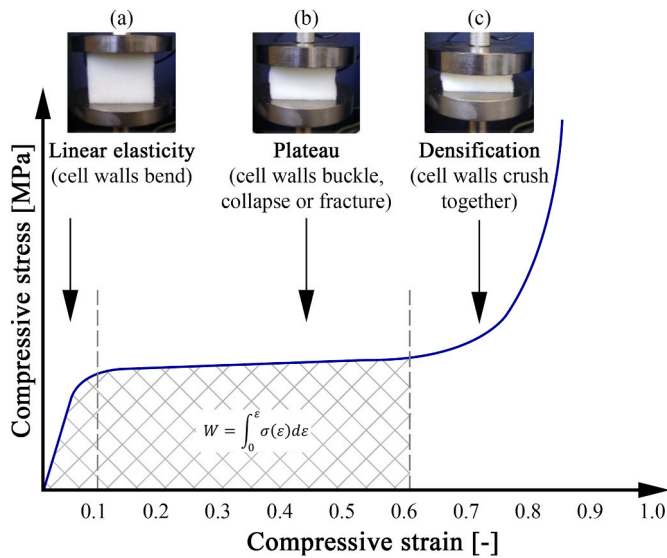 (a)
(b)
(c)
Linear elasticity
(cell walls bend)
Plateau
(cell walls buckle,
collapse or fracture)
Densification
(cell walls crush
together)
Compressive stress [MPa]
W = ∫₀^ε σ(ε)dε
0.1 0.2 0.3 0.4 0.5 0.6 0.7 0.8 0.9 1.0
Compressive strain [-]